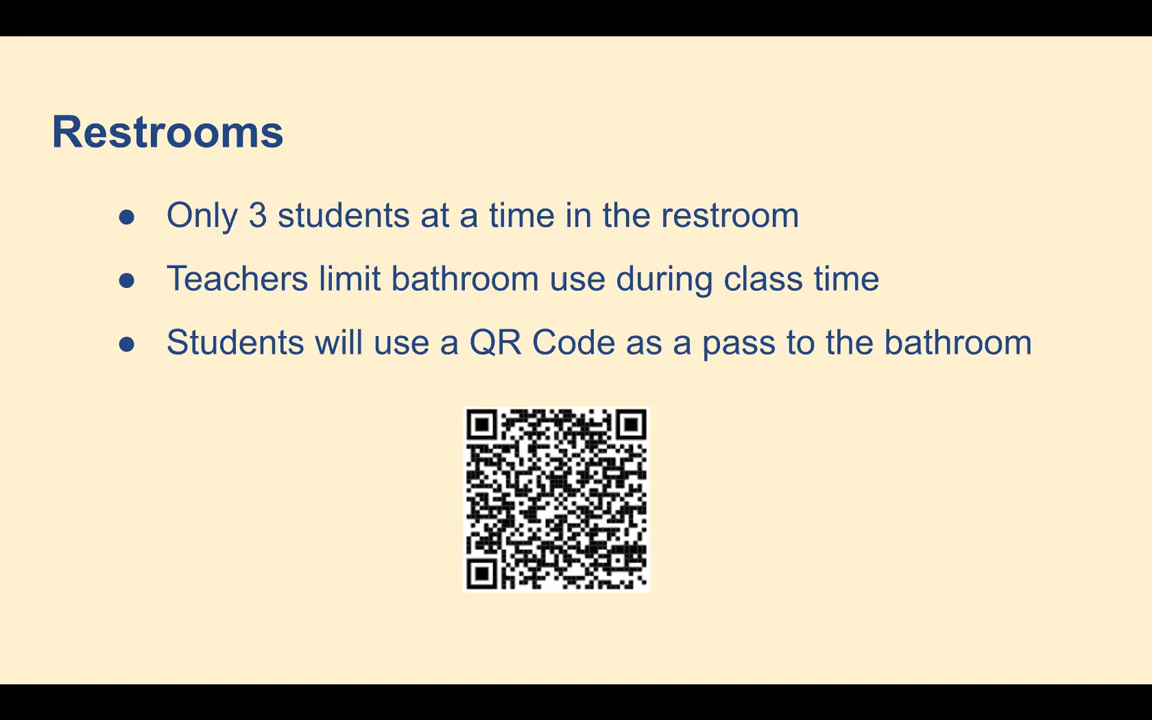 Restrooms
● Only 3 students at a time in the restroom
● Teachers limit bathroom use during class time
● Students will use a QR Code as a pass to the bathroom